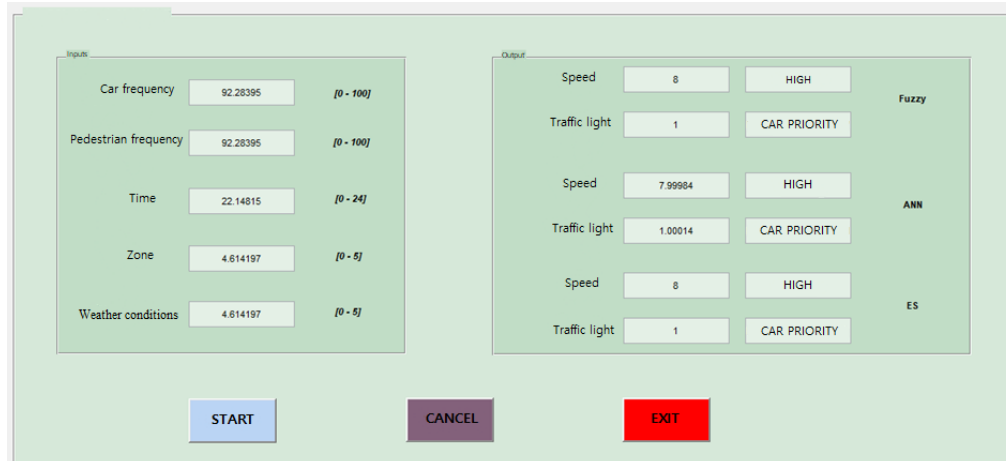 Inputs
Car frequency 92.28395 [0 - 100]
Pedestrian frequency 92.28395 [0 - 100]
Time 22.14815 [0 - 24]
Zone 4.614197 [0 - 5]
Weather conditions 4.614197 [0 - 5]
Output
Speed 8 HIGH
Fuzzy
Traffic light 1 CAR PRIORITY
Speed 7.99984 HIGH
ANN
Traffic light 1.00014 CAR PRIORITY
Speed 8 HIGH
ES
Traffic light 1 CAR PRIORITY
START CANCEL EXIT